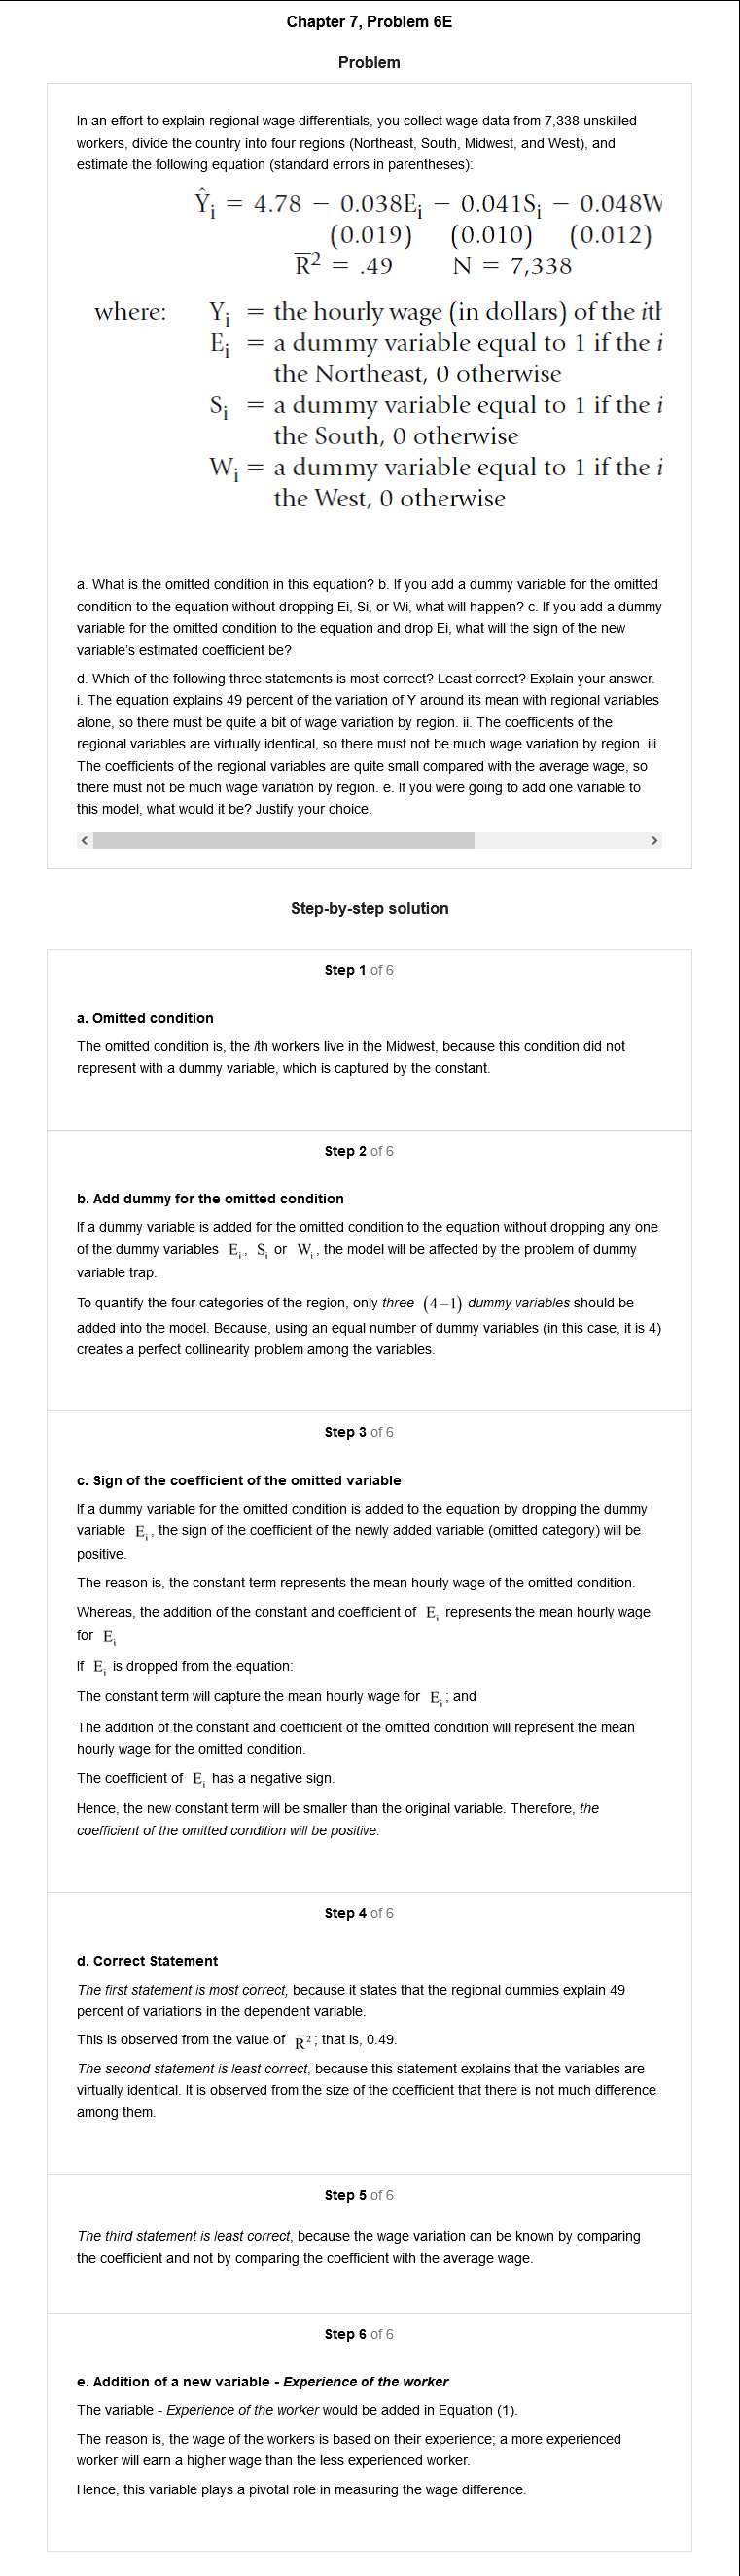 Chapter 7, Problem 6E
Problem
In an effort to explain regional wage differentials, you collect wage data from 7,338 unskilled
workers, divide the country into four regions (Northeast, South, Midwest, and West), and
estimate the following equation (standard errors in parentheses):
Ŷi = 4.78 − 0.038Ei − 0.041Si − 0.048W
(0.019) (0.010) (0.012)
R̅² = .49 N = 7,338
where: Yi = the hourly wage (in dollars) of the ith
Ei = a dummy variable equal to 1 if the i
the Northeast, 0 otherwise
Si = a dummy variable equal to 1 if the i
the South, 0 otherwise
Wi = a dummy variable equal to 1 if the i
the West, 0 otherwise
a. What is the omitted condition in this equation? b. If you add a dummy variable for the omitted
condition to the equation without dropping Ei, Si, or Wi, what will happen? c. If you add a dummy
variable for the omitted condition to the equation and drop Ei, what will the sign of the new
variable's estimated coefficient be?
d. Which of the following three statements is most correct? Least correct? Explain your answer.
i. The equation explains 49 percent of the variation of Y around its mean with regional variables
alone, so there must be quite a bit of wage variation by region. ii. The coefficients of the
regional variables are virtually identical, so there must not be much wage variation by region. iii.
The coefficients of the regional variables are quite small compared with the average wage, so
there must not be much wage variation by region. e. If you were going to add one variable to
this model, what would it be? Justify your choice.
Step-by-step solution
Step 1 of 6
a. Omitted condition
The omitted condition is, the ith workers live in the Midwest, because this condition did not
represent with a dummy variable, which is captured by the constant.
Step 2 of 6
b. Add dummy for the omitted condition
If a dummy variable is added for the omitted condition to the equation without dropping any one
of the dummy variables Ei, Si or Wi, the model will be affected by the problem of dummy
variable trap.
To quantify the four categories of the region, only three (4−1) dummy variables should be
added into the model. Because, using an equal number of dummy variables (in this case, it is 4)
creates a perfect collinearity problem among the variables.
Step 3 of 6
c. Sign of the coefficient of the omitted variable
If a dummy variable for the omitted condition is added to the equation by dropping the dummy
variable Ei, the sign of the coefficient of the newly added variable (omitted category) will be
positive.
The reason is, the constant term represents the mean hourly wage of the omitted condition.
Whereas, the addition of the constant and coefficient of Ei represents the mean hourly wage
for Ei
If Ei is dropped from the equation:
The constant term will capture the mean hourly wage for Ei; and
The addition of the constant and coefficient of the omitted condition will represent the mean
hourly wage for the omitted condition.
The coefficient of Ei has a negative sign.
Hence, the new constant term will be smaller than the original variable. Therefore, the
coefficient of the omitted condition will be positive.
Step 4 of 6
d. Correct Statement
The first statement is most correct, because it states that the regional dummies explain 49
percent of variations in the dependent variable.
This is observed from the value of R̅²; that is, 0.49.
The second statement is least correct, because this statement explains that the variables are
virtually identical. It is observed from the size of the coefficient that there is not much difference
among them.
Step 5 of 6
The third statement is least correct, because the wage variation can be known by comparing
the coefficient and not by comparing the coefficient with the average wage.
Step 6 of 6
e. Addition of a new variable - Experience of the worker
The variable - Experience of the worker would be added in Equation (1).
The reason is, the wage of the workers is based on their experience; a more experienced
worker will earn a higher wage than the less experienced worker.
Hence, this variable plays a pivotal role in measuring the wage difference.